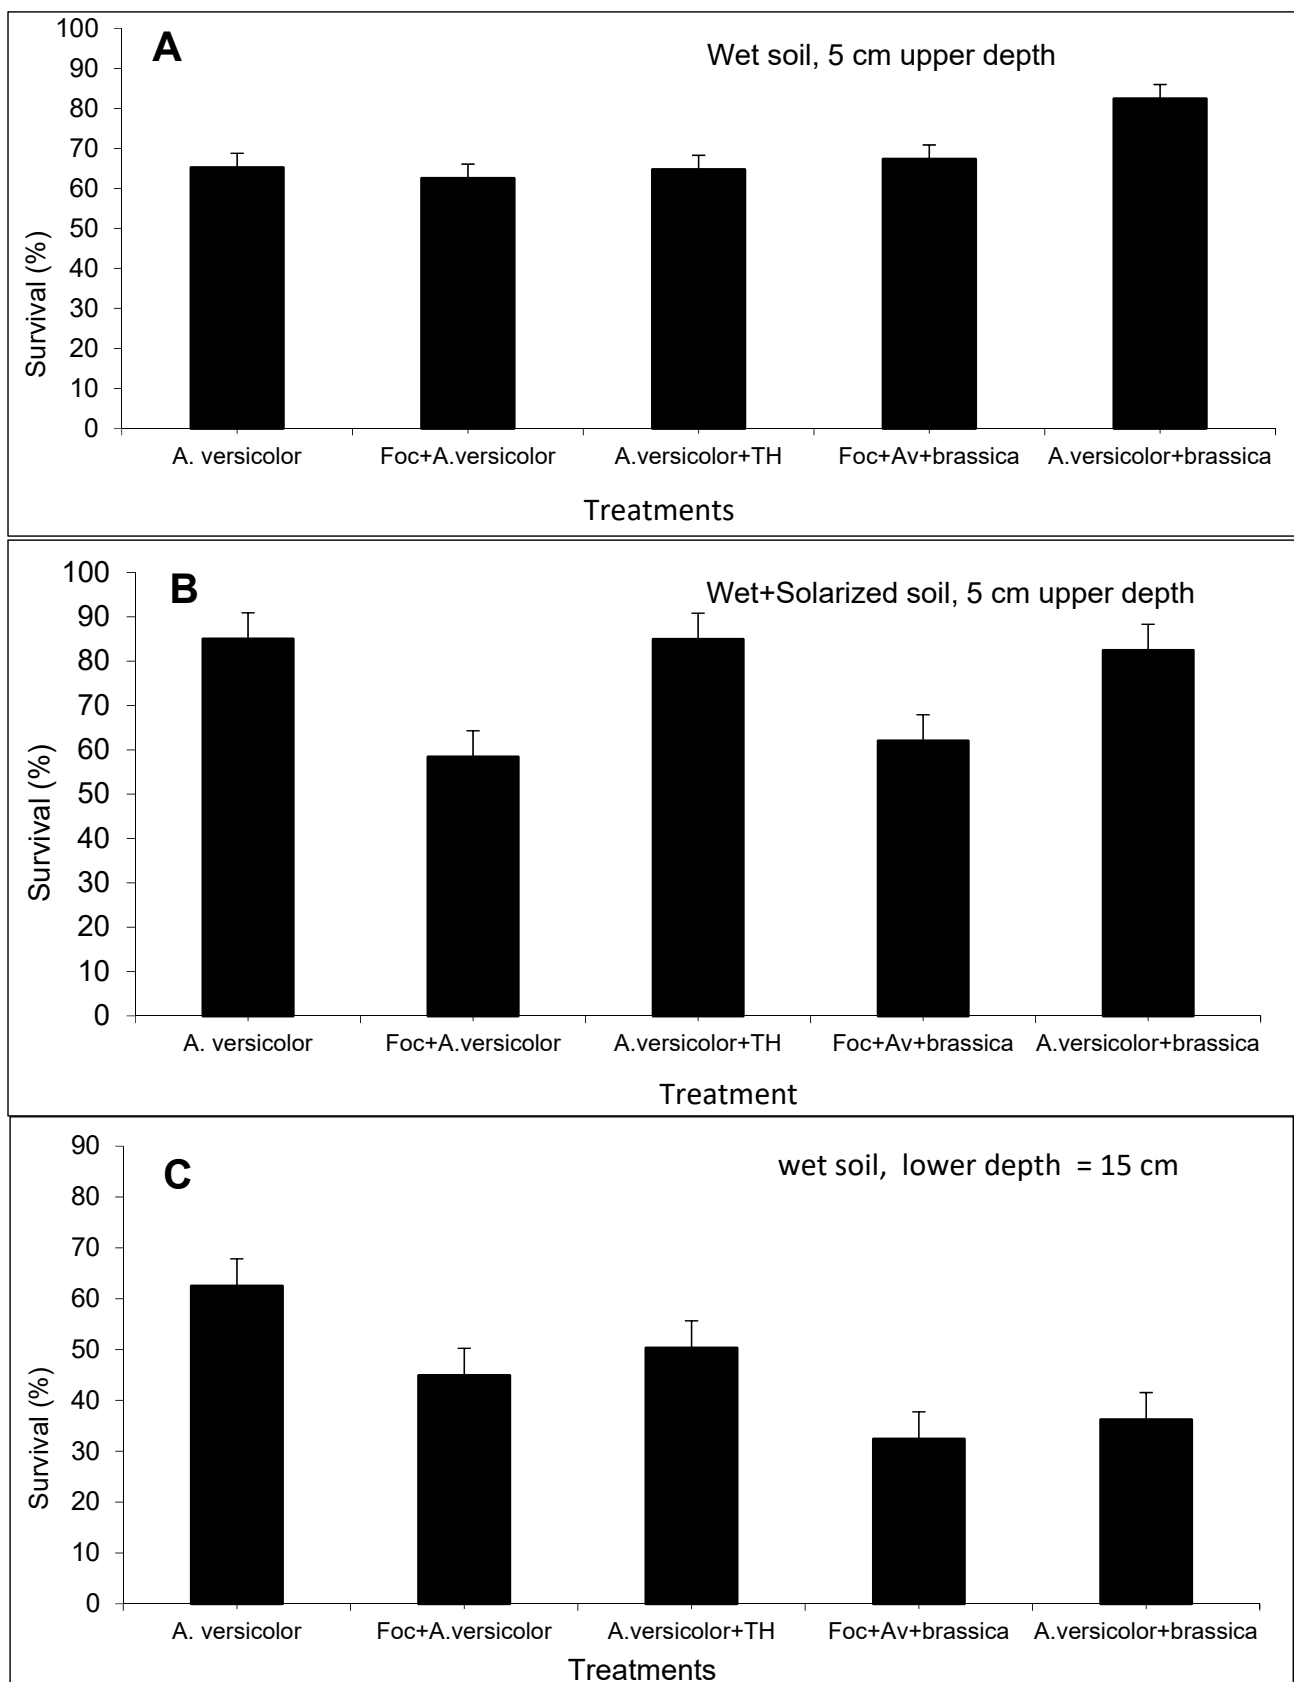 A
Wet soil, 5 cm upper depth
100
90
80
70
60
50
40
30
20
10
0
Survival (%)
A. versicolor Foc+A.versicolor A.versicolor+TH Foc+Av+brassica A.versicolor+brassica
Treatments
B
Wet+Solarized soil, 5 cm upper depth
100
90
80
70
60
50
40
30
20
10
0
Survival (%)
A. versicolor Foc+A.versicolor A.versicolor+TH Foc+Av+brassica A.versicolor+brassica
Treatment
C
wet soil, lower depth = 15 cm
90
80
70
60
50
40
30
20
10
0
Survival (%)
A. versicolor Foc+A.versicolor A.versicolor+TH Foc+Av+brassica A.versicolor+brassica
Treatments